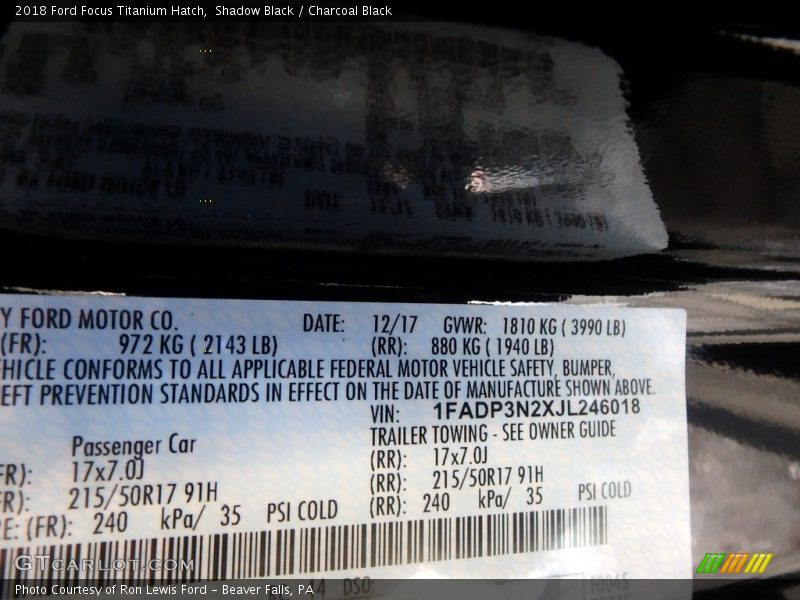 2018 Ford Focus Titanium Hatch,  Shadow Black / Charcoal Black
Y FORD MOTOR CO. DATE: 12/17 GVWR: 1810 KG ( 3990 LB)
(FR): 972 KG ( 2143 LB) (RR): 880 KG ( 1940 LB)
HICLE CONFORMS TO ALL APPLICABLE FEDERAL MOTOR VEHICLE SAFETY, BUMPER,
EFT PREVENTION STANDARDS IN EFFECT ON THE DATE OF MANUFACTURE SHOWN ABOVE.
VIN: 1FADP3N2XJL246018
Passenger Car TRAILER TOWING - SEE OWNER GUIDE
FR): 17x7.0J (RR): 17x7.0J
FR): 215/50R17 91H (RR): 215/50R17 91H
RE: (FR): 240 kPa/ 35 PSI COLD (RR): 240 kPa/ 35 PSI COLD
GTCARLOT.COM
DSO:
Photo Courtesy of Ron Lewis Ford - Beaver Falls, PA